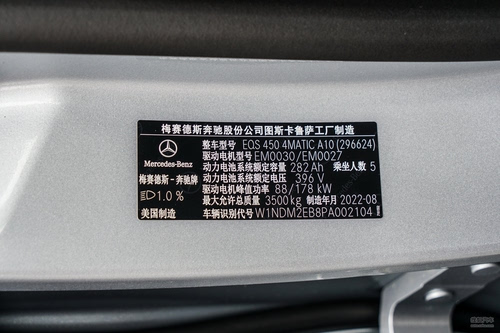 梅赛德斯奔驰股份公司图斯卡鲁萨工厂制造
Mercedes-Benz
梅赛德斯-奔驰牌
1.0%
美国制造
整车型号 EQS 450 4MATIC A10 (296624)
驱动电机型号 EM0030/EM0027
动力电池系统额定容量 282 Ah 乘坐人数 5
动力电池系统额定电压 396 V
驱动电机峰值功率 88/178 kW
最大允许总质量 3500 kg 制造年月 2022-08
车辆识别代号 W1NDM2EB8PA002104